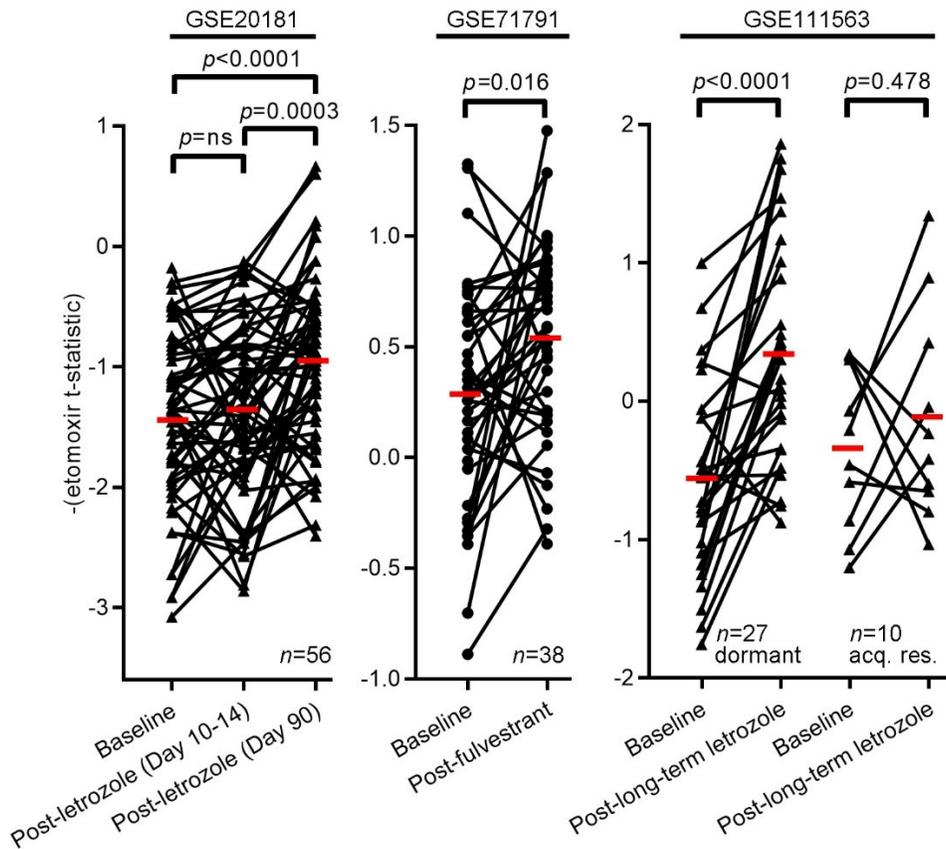 GSE20181
p<0.0001
p=0.0003
p=ns
-(etomoxir t-statistic)
1
0
-1
-2
-3
n=56
Baseline
Post-letrozole (Day 10-14)
Post-letrozole (Day 90)
GSE71791
p=0.016
1.5
1.0
0.5
0.0
-0.5
-1.0
n=38
Baseline
Post-fulvestrant
GSE111563
p<0.0001
p=0.478
2
1
0
-1
-2
n=27
dormant
n=10
acq. res.
Baseline
Post-long-term letrozole
Baseline
Post-long-term letrozole